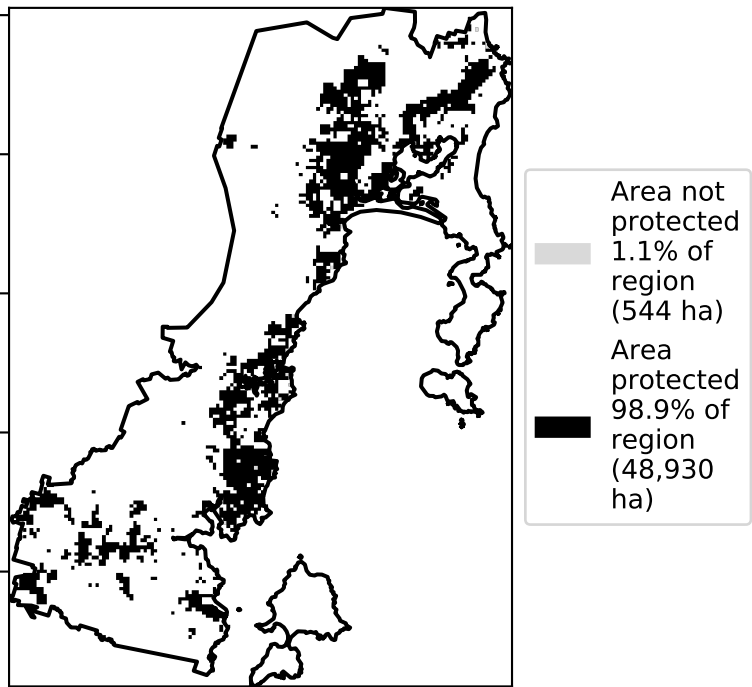 Area not
protected
1.1% of
region
(544 ha)
Area
protected
98.9% of
region
(48,930
ha)